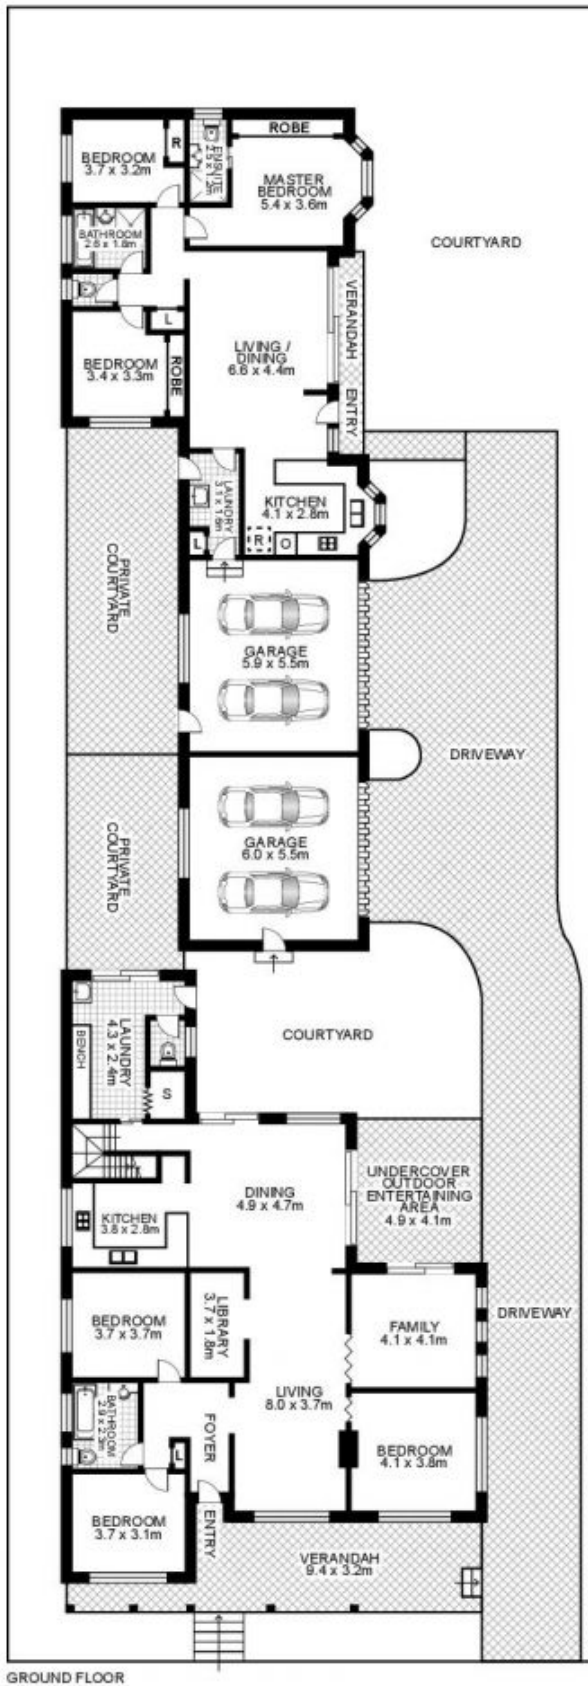 ROBE
R
BEDROOM
3.7 x 3.2m
ENSUITE
2.5 x 1.2m
MASTER
BEDROOM
5.4 x 3.6m
BATHROOM
2.6 x 1.8m
COURTYARD
L
BEDROOM
3.4 x 3.3m
ROBE
LIVING /
DINING
6.6 x 4.4m
VERANDAH
ENTRY
LAUNDRY
3.1 x 1.6m
KITCHEN
4.1 x 2.8m
L
R
O
PRIVATE
COURTYARD
GARAGE
5.9 x 5.5m
DRIVEWAY
PRIVATE
COURTYARD
GARAGE
6.0 x 5.5m
LAUNDRY
4.3 x 2.4m
BENCH
S
COURTYARD
DINING
4.9 x 4.7m
UNDERCOVER
OUTDOOR
ENTERTAINING
AREA
4.9 x 4.1m
KITCHEN
3.8 x 2.8m
BEDROOM
3.7 x 3.7m
LIBRARY
3.7 x 1.8m
FAMILY
4.1 x 4.1m
DRIVEWAY
BATHROOM
2.9 x 2.3m
L
FOYER
LIVING
8.0 x 3.7m
BEDROOM
4.1 x 3.8m
BEDROOM
3.7 x 3.1m
ENTRY
VERANDAH
9.4 x 3.2m
GROUND FLOOR